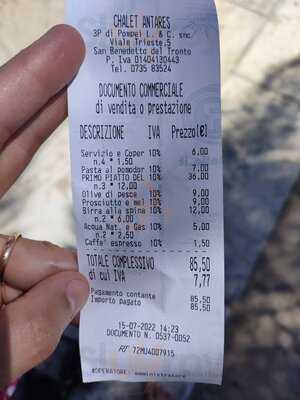 CHALET ANTARES
3P di Pompei L. & C. snc.
Viale Trieste,5
San Benedetto del Tronto
P. Iva 01404130443
Tel. 0735 83524
DOCUMENTO COMMERCIALE
di vendita o prestazione
DESCRIZIONE IVA Prezzo(€)
Servizio e Coper 10% 6,00
n.4 * 1,50
Pasta al pomodor 10% 7,00
PRIMO PIATTO DEL 10% 36,00
n.3 * 12,00
Olive di pesce 10% 9,00
Prosciutto e mel 10% 9,00
Birra alla spina 10% 12,00
n.2 * 6,00
Acqua Nat. e Gas 10% 5,00
n.2 * 2,50
Caffe' espresso 10% 1,50
TOTALE COMPLESSIVO 85,50
di cui IVA 7,77
Pagamento contante 85,50
Importo pagato 85,50
15-07-2022 14:23
DOCUMENTO N. 0537-0052
RT 72MU4007915
#OPERATORE: amministratore